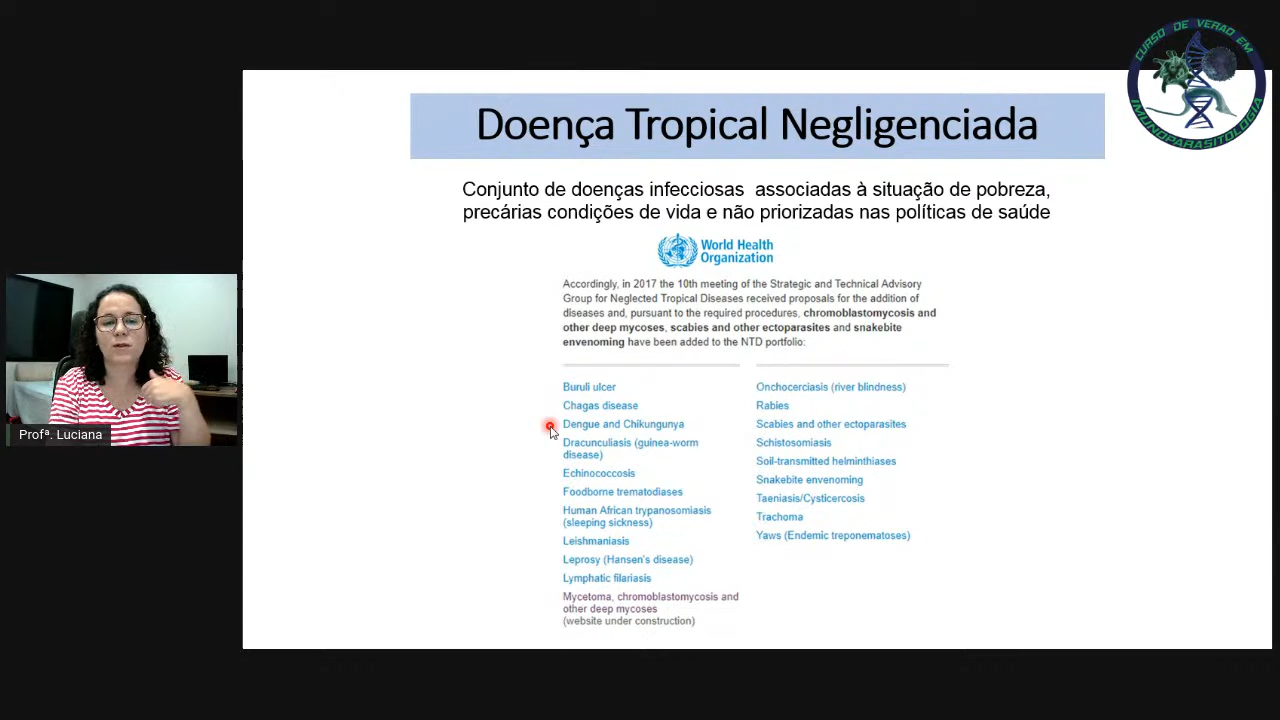 CURSO DE VERÃO EM
IMUNOPARASITOLOGIA
Doença Tropical Negligenciada
Conjunto de doenças infecciosas associadas à situação de pobreza,
precárias condições de vida e não priorizadas nas políticas de saúde
World Health
Organization
Accordingly, in 2017 the 10th meeting of the Strategic and Technical Advisory
Group for Neglected Tropical Diseases received proposals for the addition of
diseases and, pursuant to the required procedures, chromoblastomycosis and
other deep mycoses, scabies and other ectoparasites and snakebite
envenoming have been added to the NTD portfolio:
Buruli ulcer
Chagas disease
Dengue and Chikungunya
Dracunculiasis (guinea-worm
disease)
Echinococcosis
Foodborne trematodiases
Human African trypanosomiasis
(sleeping sickness)
Leishmaniasis
Leprosy (Hansen's disease)
Lymphatic filariasis
Mycetoma, chromoblastomycosis and
other deep mycoses
(website under construction)
Onchocerciasis (river blindness)
Rabies
Scabies and other ectoparasites
Schistosomiasis
Soil-transmitted helminthiases
Snakebite envenoming
Taeniasis/Cysticercosis
Trachoma
Yaws (Endemic treponematoses)
Profª. Luciana